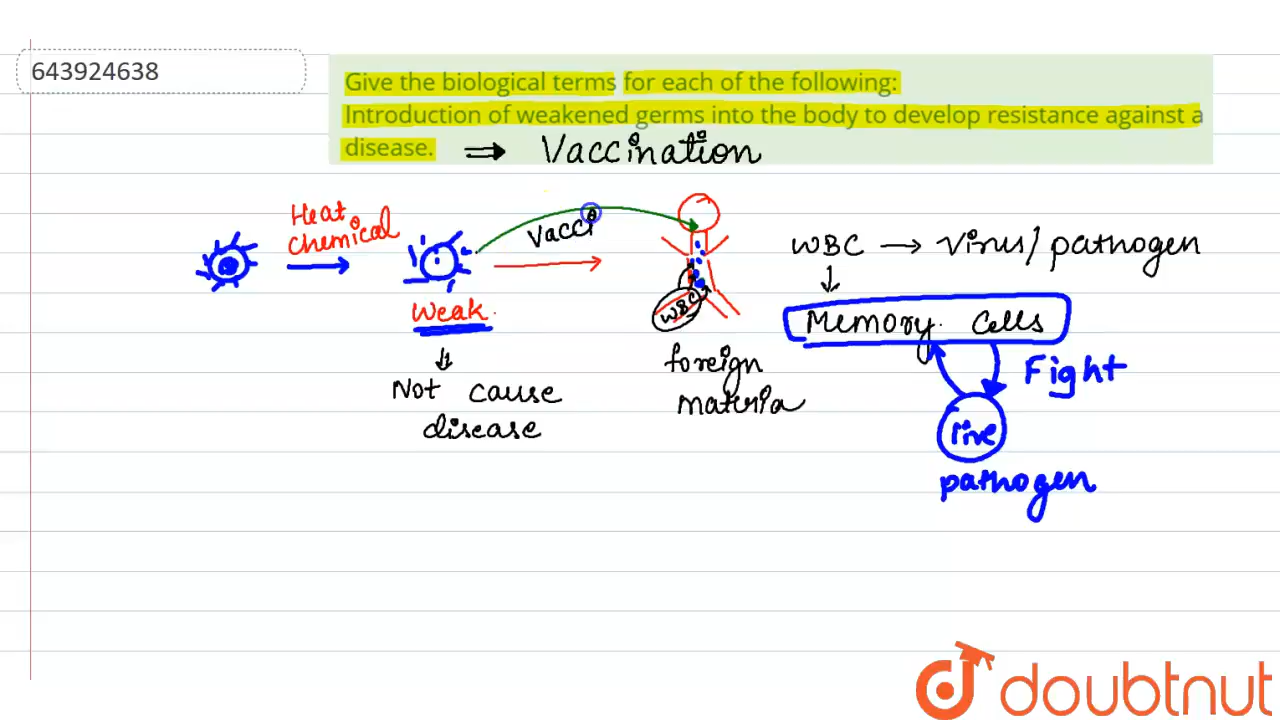 643924638
Give the biological terms for each of the following:
Introduction of weakened germs into the body to develop resistance against a
disease. ⇒ Vaccination
Heat
chemical
Vacci
Weak.
Not cause
disease
WBC
foreign
materia
WBC → Virus/pathogen
Memory Cells
Fight
live
pathogen
doubtnut